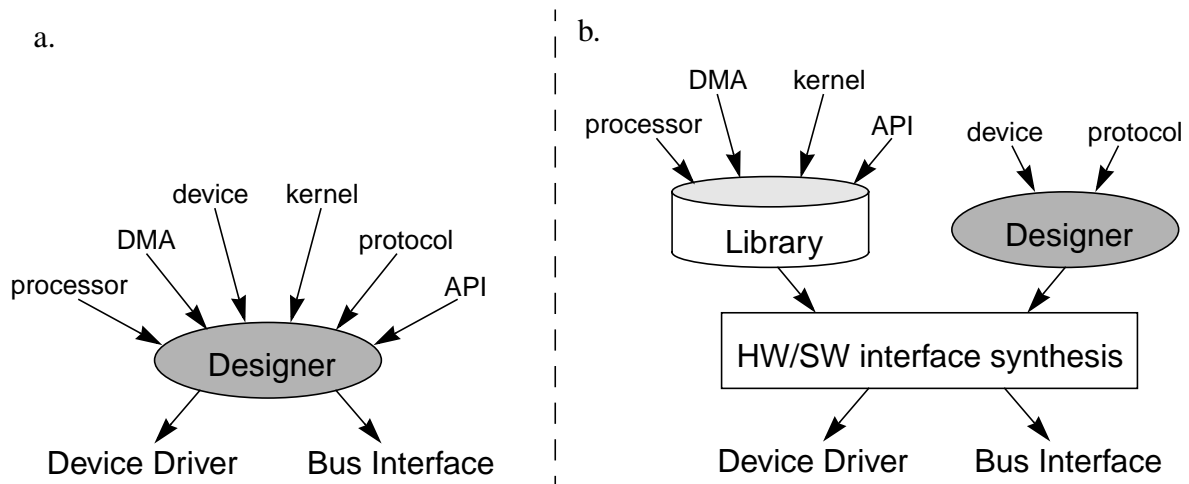 a.
device
kernel
DMA
protocol
processor
API
Designer
Device Driver
Bus Interface
b.
DMA
kernel
processor
API
device
protocol
Library
Designer
HW/SW interface synthesis
Device Driver
Bus Interface